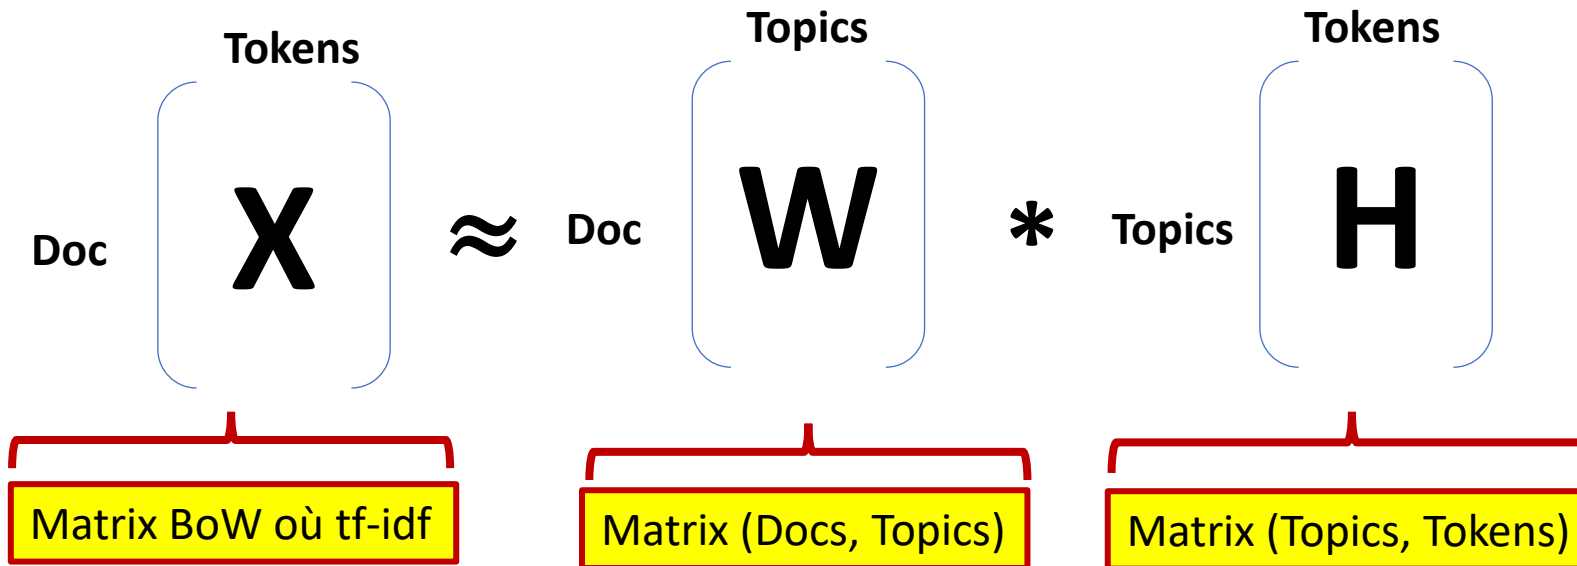 Tokens
Topics
Tokens
Doc
X
≈
Doc
W
*
Topics
H
Matrix BoW où tf-idf
Matrix (Docs, Topics)
Matrix (Topics, Tokens)